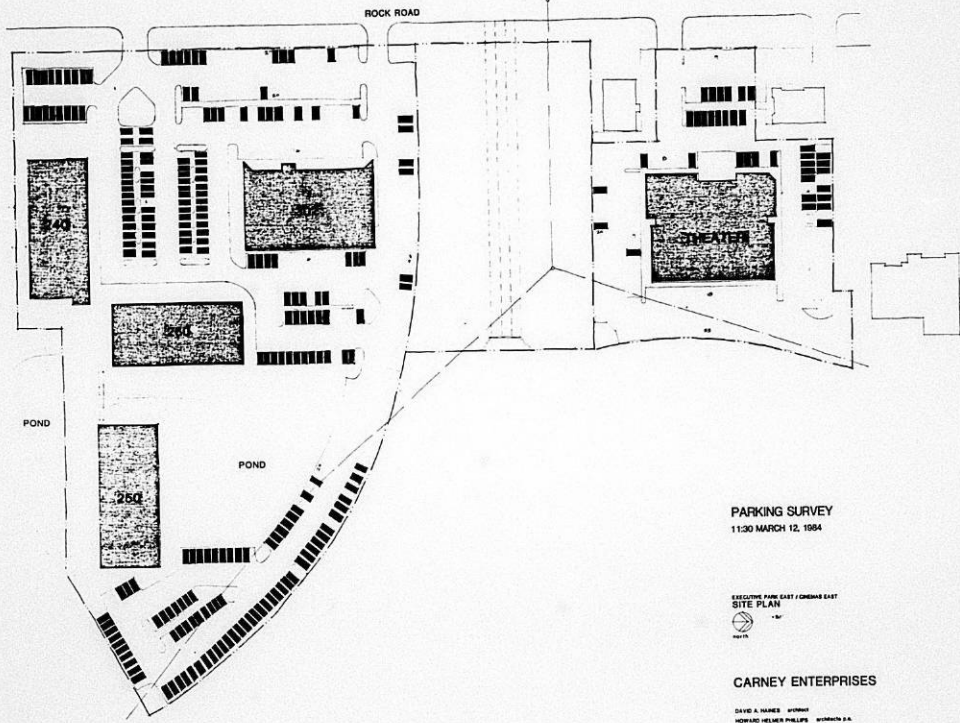 ROCK ROAD
240
THEATER
260
POND
POND
250
PARKING SURVEY
11:30 MARCH 12, 1984
EXECUTIVE PARK EAST / CINEMAS EAST
SITE PLAN
north
CARNEY ENTERPRISES
DAVID A. HAINES architect
HOWARD HELMER PHILLIPS architects p.a.